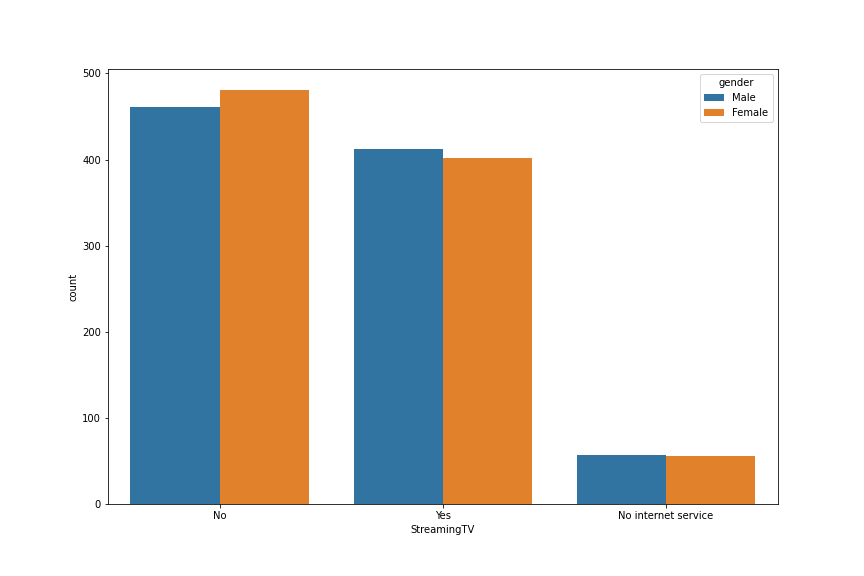 gender
Male
Female
500
400
300
200
100
0
count
No
Yes
No internet service
StreamingTV